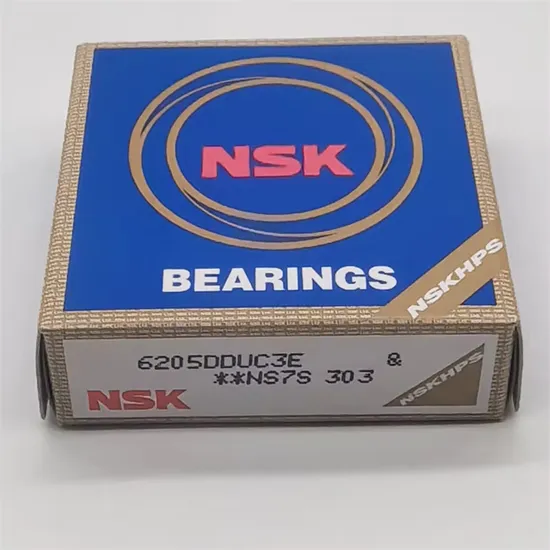 NSK
BEARINGS
NSKHPS
6205DDUC3E &
**NS7S 303
NSK
NSKHPS